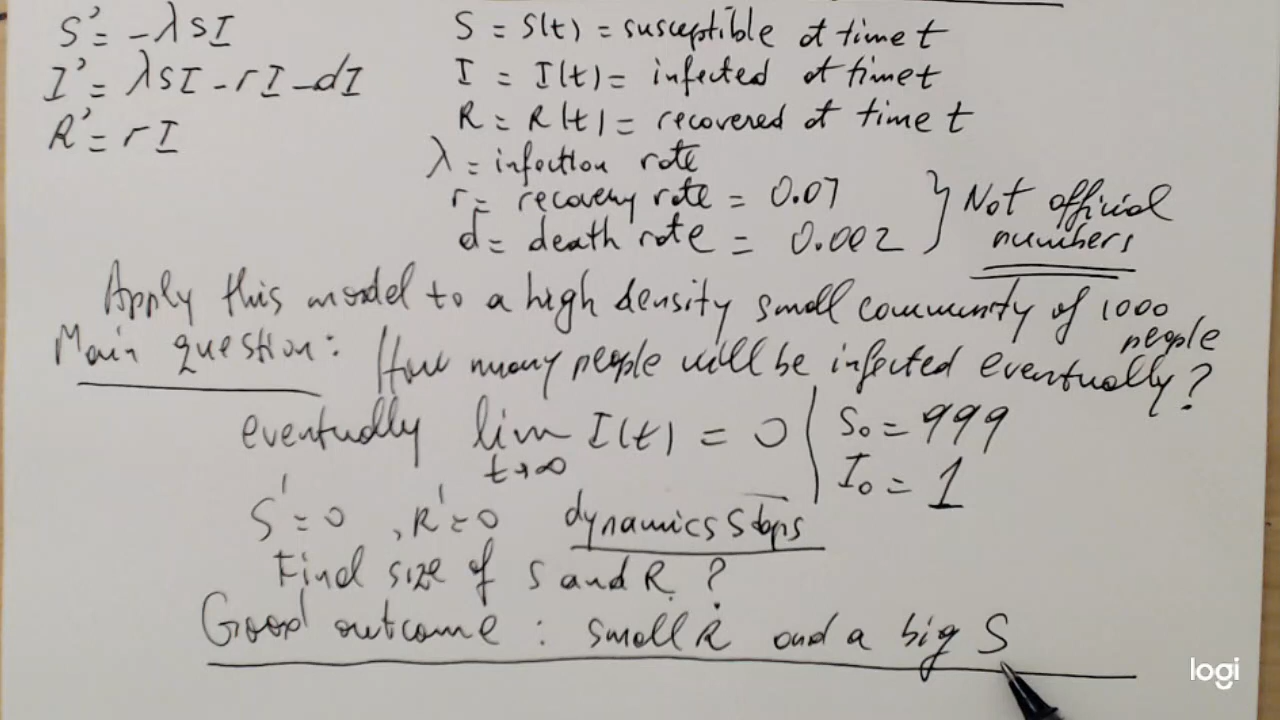 S' = -λSI
S = S(t) = susceptible at time t
I' = λSI - rI - dI
I = I(t) = infected at time t
R' = rI
R = R(t) = recovered at time t
λ = infection rate
r = recovery rate = 0.07
d = death rate = 0.002
} Not official
numbers
Apply this model to a high density small community of 1000
people
Main question: How many people will be infected eventually?
eventually lim I(t) = 0
t→∞
S₀ = 999
I₀ = 1
S' = 0 , R' = 0 dynamics stops
Find size of S and R ?
Good outcome : small R and a big S
logi